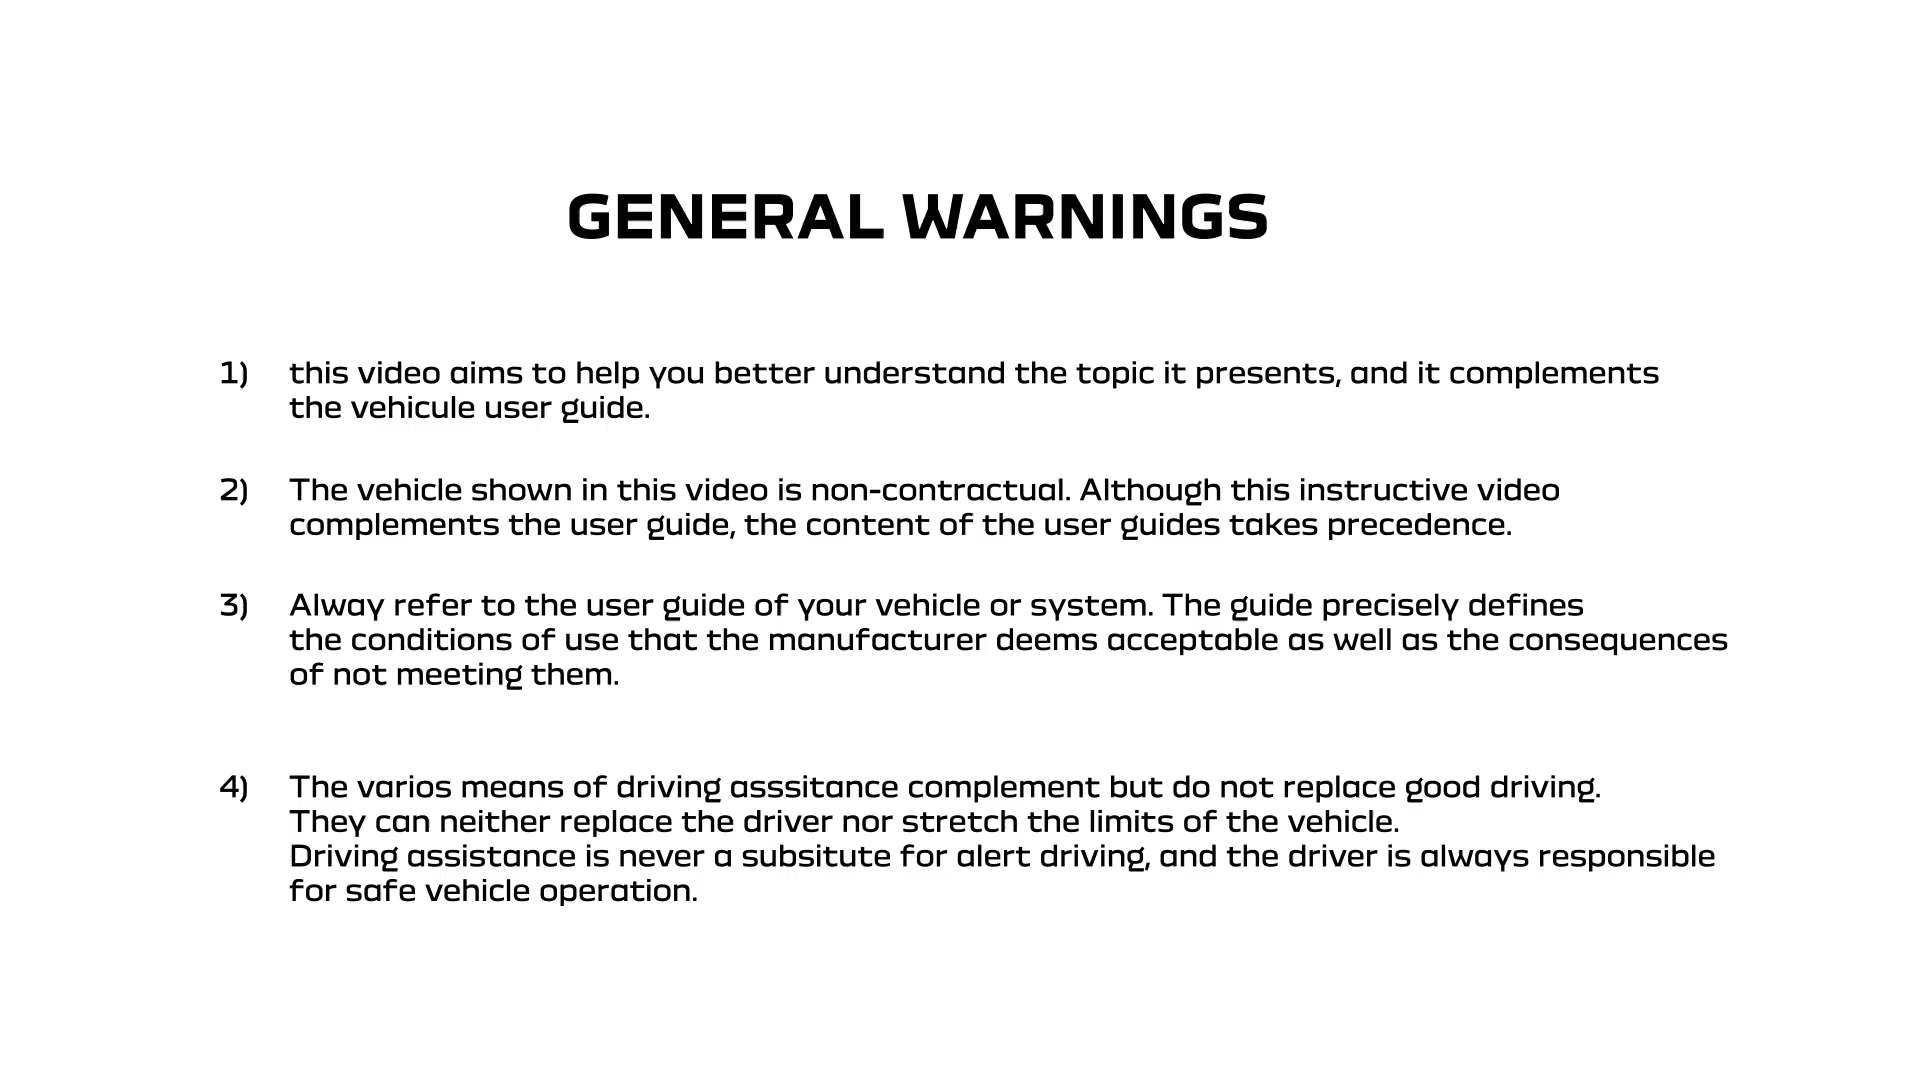 GENERAL WARNINGS
1) this video aims to help you better understand the topic it presents, and it complements
the vehicule user guide.
2) The vehicle shown in this video is non-contractual. Although this instructive video
complements the user guide, the content of the user guides takes precedence.
3) Alway refer to the user guide of your vehicle or system. The guide precisely defines
the conditions of use that the manufacturer deems acceptable as well as the consequences
of not meeting them.
4) The varios means of driving asssitance complement but do not replace good driving.
They can neither replace the driver nor stretch the limits of the vehicle.
Driving assistance is never a subsitute for alert driving, and the driver is always responsible
for safe vehicle operation.